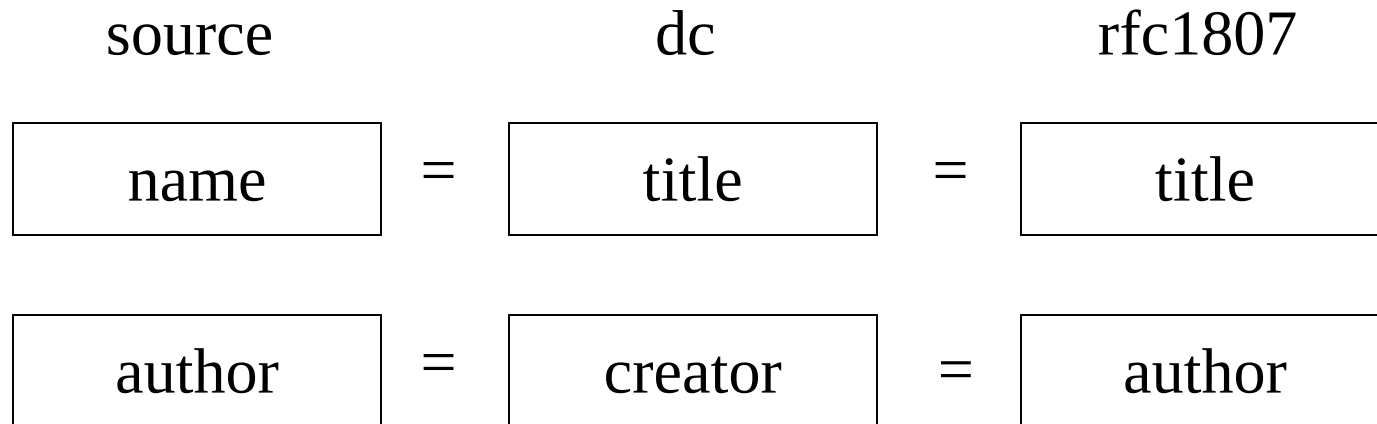 source dc rfc1807
name = title = title
author = creator = author